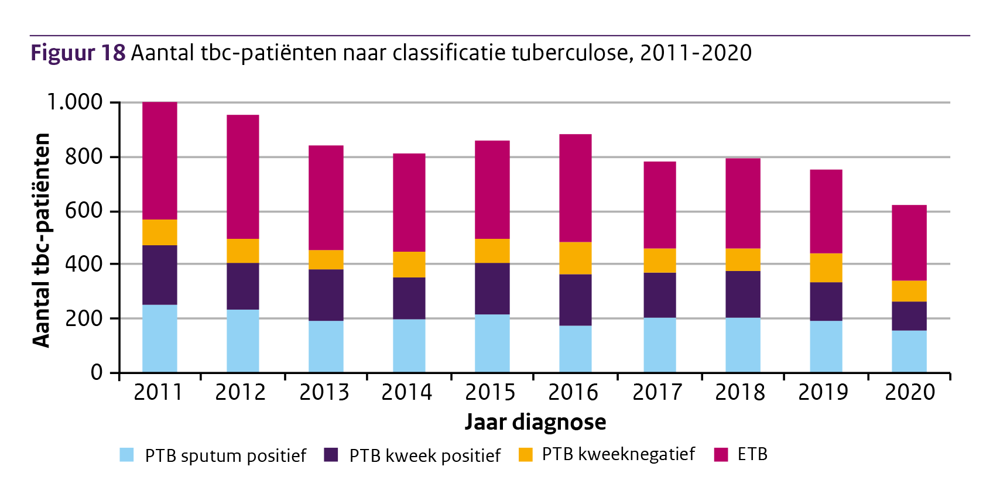 Figuur 18 Aantal tbc-patiënten naar classificatie tuberculose, 2011-2020
Aantal tbc-patiënten
1.000
800
600
400
200
0
2011 2012 2013 2014 2015 2016 2017 2018 2019 2020
Jaar diagnose
PTB sputum positief PTB kweek positief PTB kweeknegatief ETB